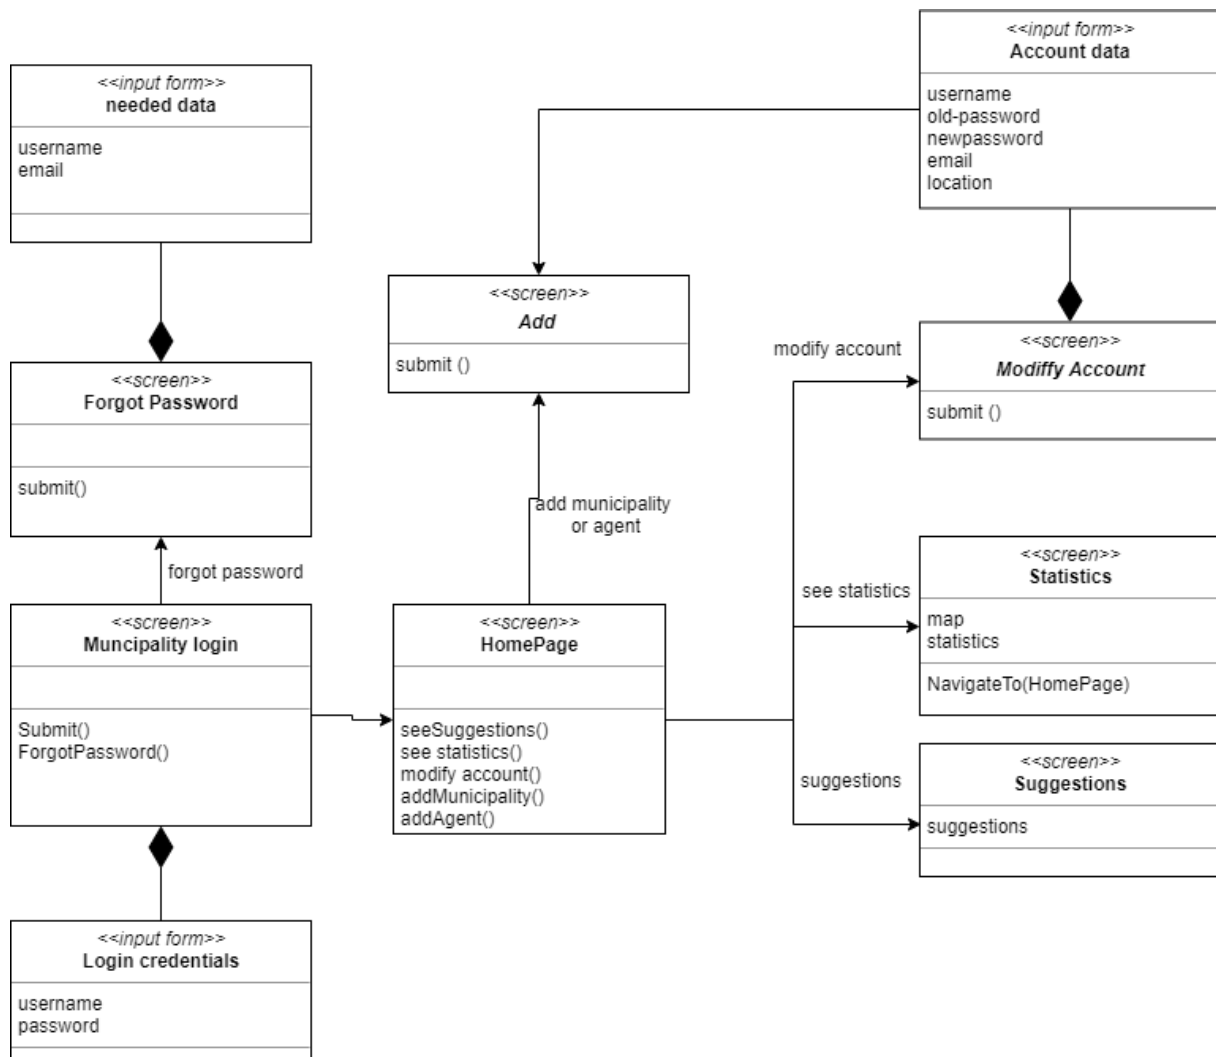 <<input form>>
Account data
username
old-password
newpassword
email
location
<<input form>>
needed data
username
email
<<screen>>
Add
submit ()
modify account
<<screen>>
Modiffy Account
submit ()
<<screen>>
Forgot Password
submit()
add municipality
or agent
forgot password
<<screen>>
Muncipality login
Submit()
ForgotPassword()
<<screen>>
HomePage
seeSuggestions()
see statistics()
modify account()
addMunicipality()
addAgent()
see statistics
<<screen>>
Statistics
map
statistics
NavigateTo(HomePage)
suggestions
<<screen>>
Suggestions
suggestions
<<input form>>
Login credentials
username
password